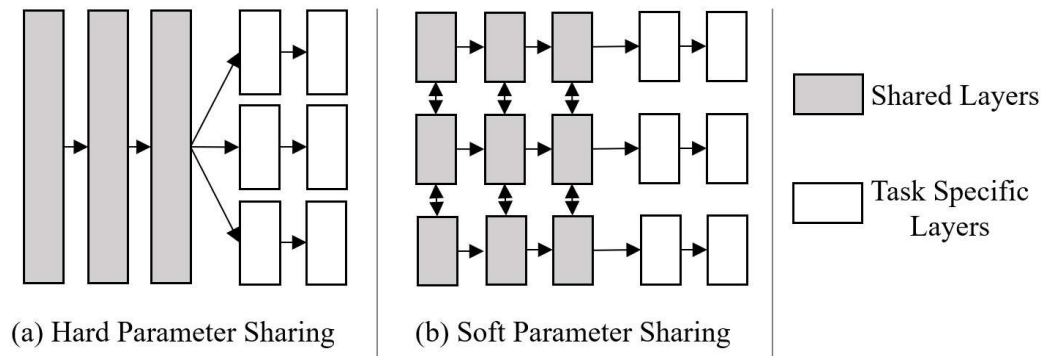 Shared Layers
Task Specific
Layers
(a) Hard Parameter Sharing
(b) Soft Parameter Sharing